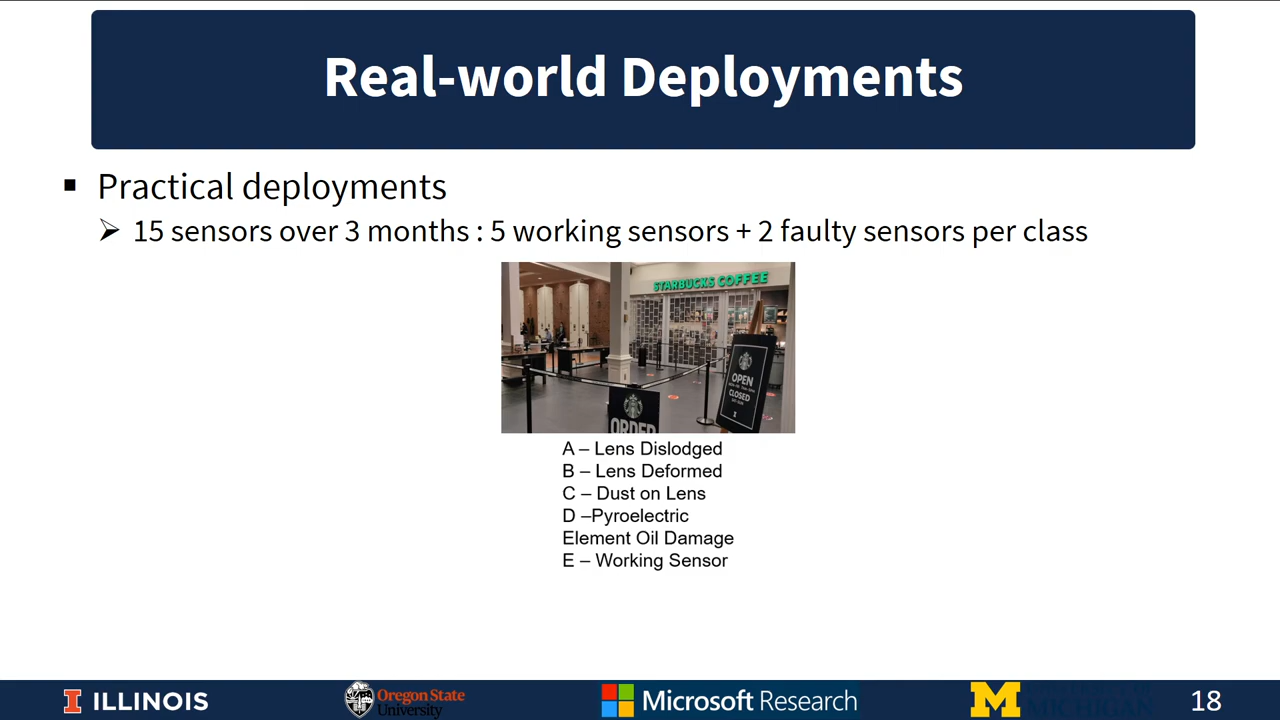 Real-world Deployments
▪ Practical deployments
➢ 15 sensors over 3 months : 5 working sensors + 2 faulty sensors per class
STARBUCKS COFFEE
OPEN
CLOSED
ORDER
A – Lens Dislodged
B – Lens Deformed
C – Dust on Lens
D –Pyroelectric
Element Oil Damage
E – Working Sensor
I ILLINOIS
Oregon State
University
Microsoft Research
M
MICHIGAN
18